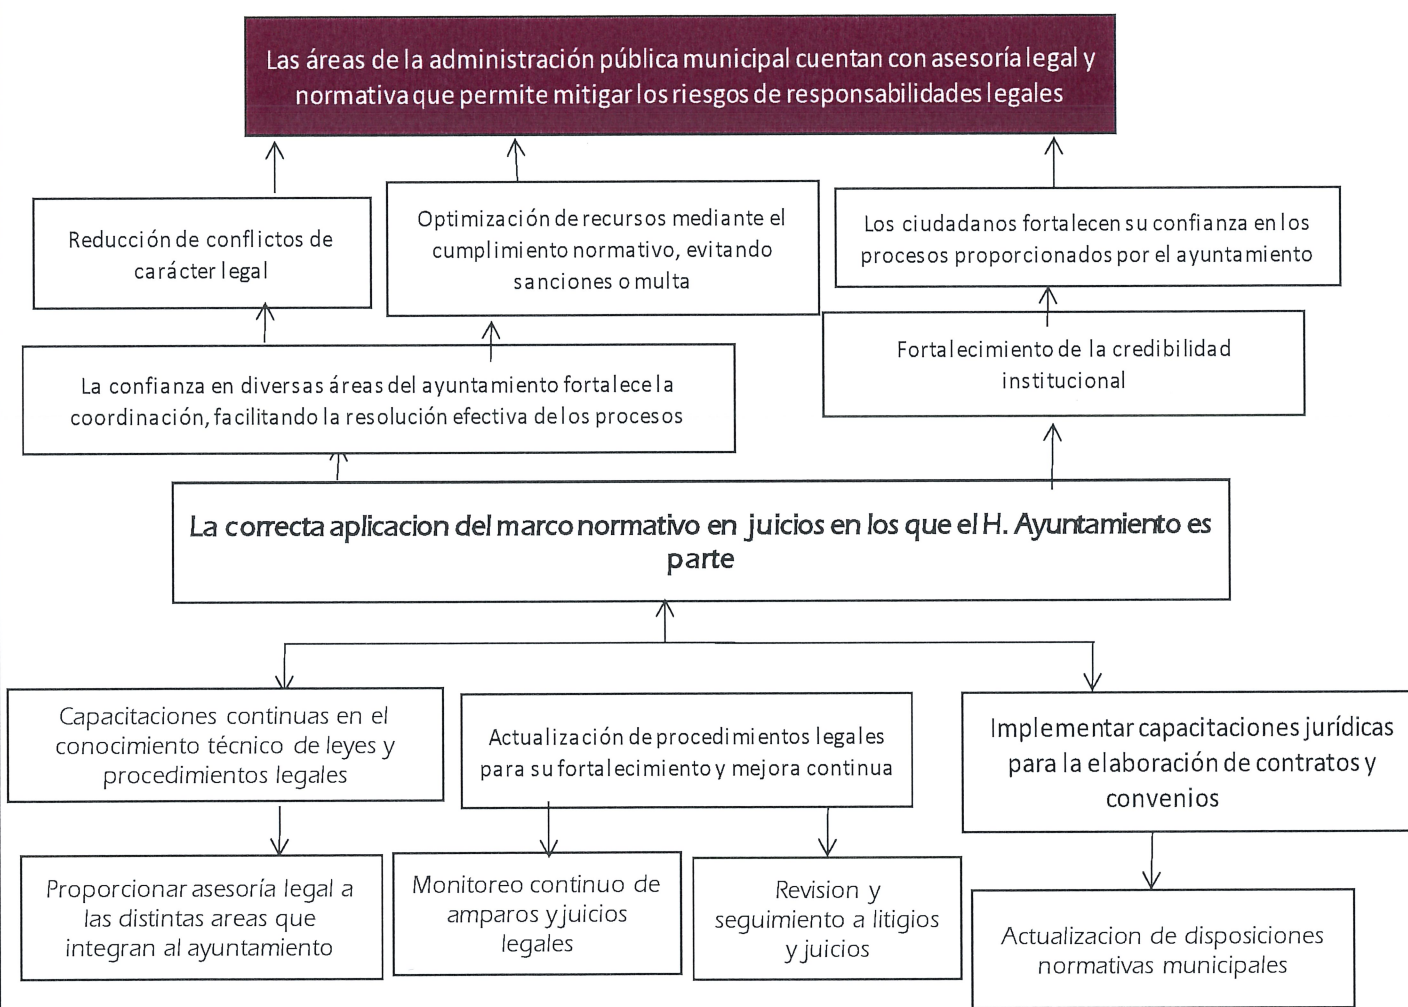 Las áreas de la administración pública municipal cuentan con asesoría legal y
normativa que permite mitigar los riesgos de responsabilidades legales
Reducción de conflictos de
carácter legal
Optimización de recursos mediante el
cumplimiento normativo, evitando
sanciones o multa
Los ciudadanos fortalecen su confianza en los
procesos proporcionados por el ayuntamiento
La confianza en diversas áreas del ayuntamiento fortalece la
coordinación, facilitando la resolución efectiva de los procesos
Fortalecimiento de la credibilidad
institucional
La correcta aplicacion del marco normativo en juicios en los que el H. Ayuntamiento es
parte
Capacitaciones continuas en el
conocimiento técnico de leyes y
procedimientos legales
Actualización de procedimientos legales
para su fortalecimiento y mejora continua
Implementar capacitaciones jurídicas
para la elaboración de contratos y
convenios
Proporcionar asesoría legal a
las distintas areas que
integran al ayuntamiento
Monitoreo continuo de
amparos y juicios
legales
Revision y
seguimiento a litigios
y juicios
Actualizacion de disposiciones
normativas municipales